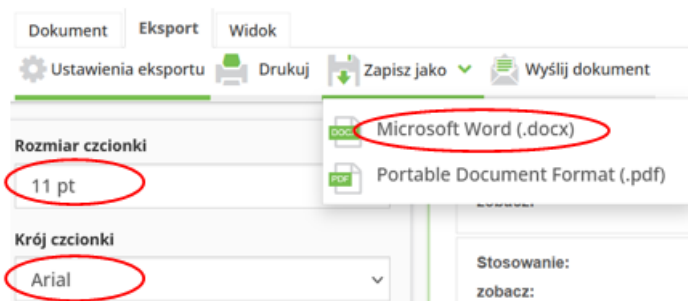 Dokument Eksport Widok
Ustawienia eksportu Drukuj Zapisz jako Wyślij dokument
DOCX Microsoft Word (.docx)
PDF Portable Document Format (.pdf)
Rozmiar czcionki
11 pt
zobacz:
Krój czcionki
Arial
Stosowanie:
zobacz: